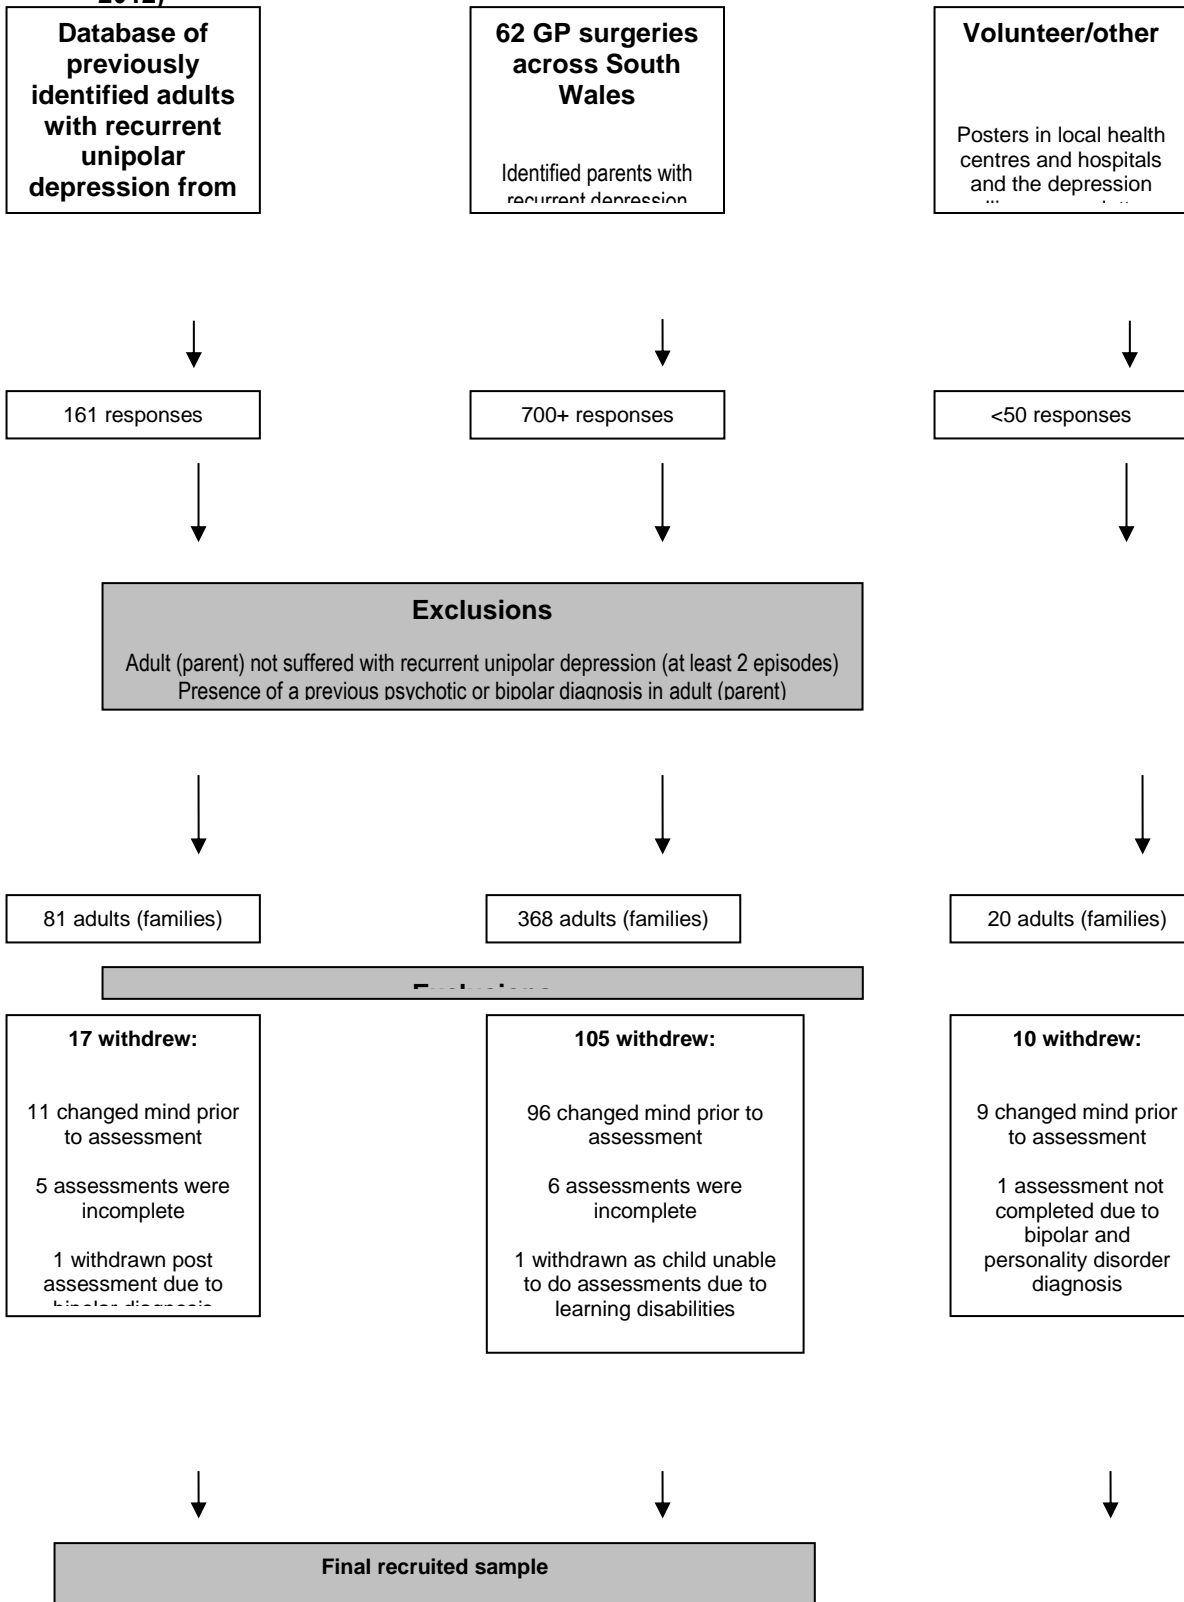 2012)
Database of
previously
identified adults
with recurrent
unipolar
depression from
62 GP surgeries
across South
Wales
Identified parents with
recurrent depression
Volunteer/other
Posters in local health
centres and hospitals
and the depression
161 responses
700+ responses
<50 responses
Exclusions
Adult (parent) not suffered with recurrent unipolar depression (at least 2 episodes)
Presence of a previous psychotic or bipolar diagnosis in adult (parent)
81 adults (families)
368 adults (families)
20 adults (families)
Exclusions
17 withdrew:
11 changed mind prior
to assessment
5 assessments were
incomplete
1 withdrawn post
assessment due to
bipolar diagnosis
105 withdrew:
96 changed mind prior to
assessment
6 assessments were
incomplete
1 withdrawn as child unable
to do assessments due to
learning disabilities
10 withdrew:
9 changed mind prior
to assessment
1 assessment not
completed due to
bipolar and
personality disorder
diagnosis
Final recruited sample